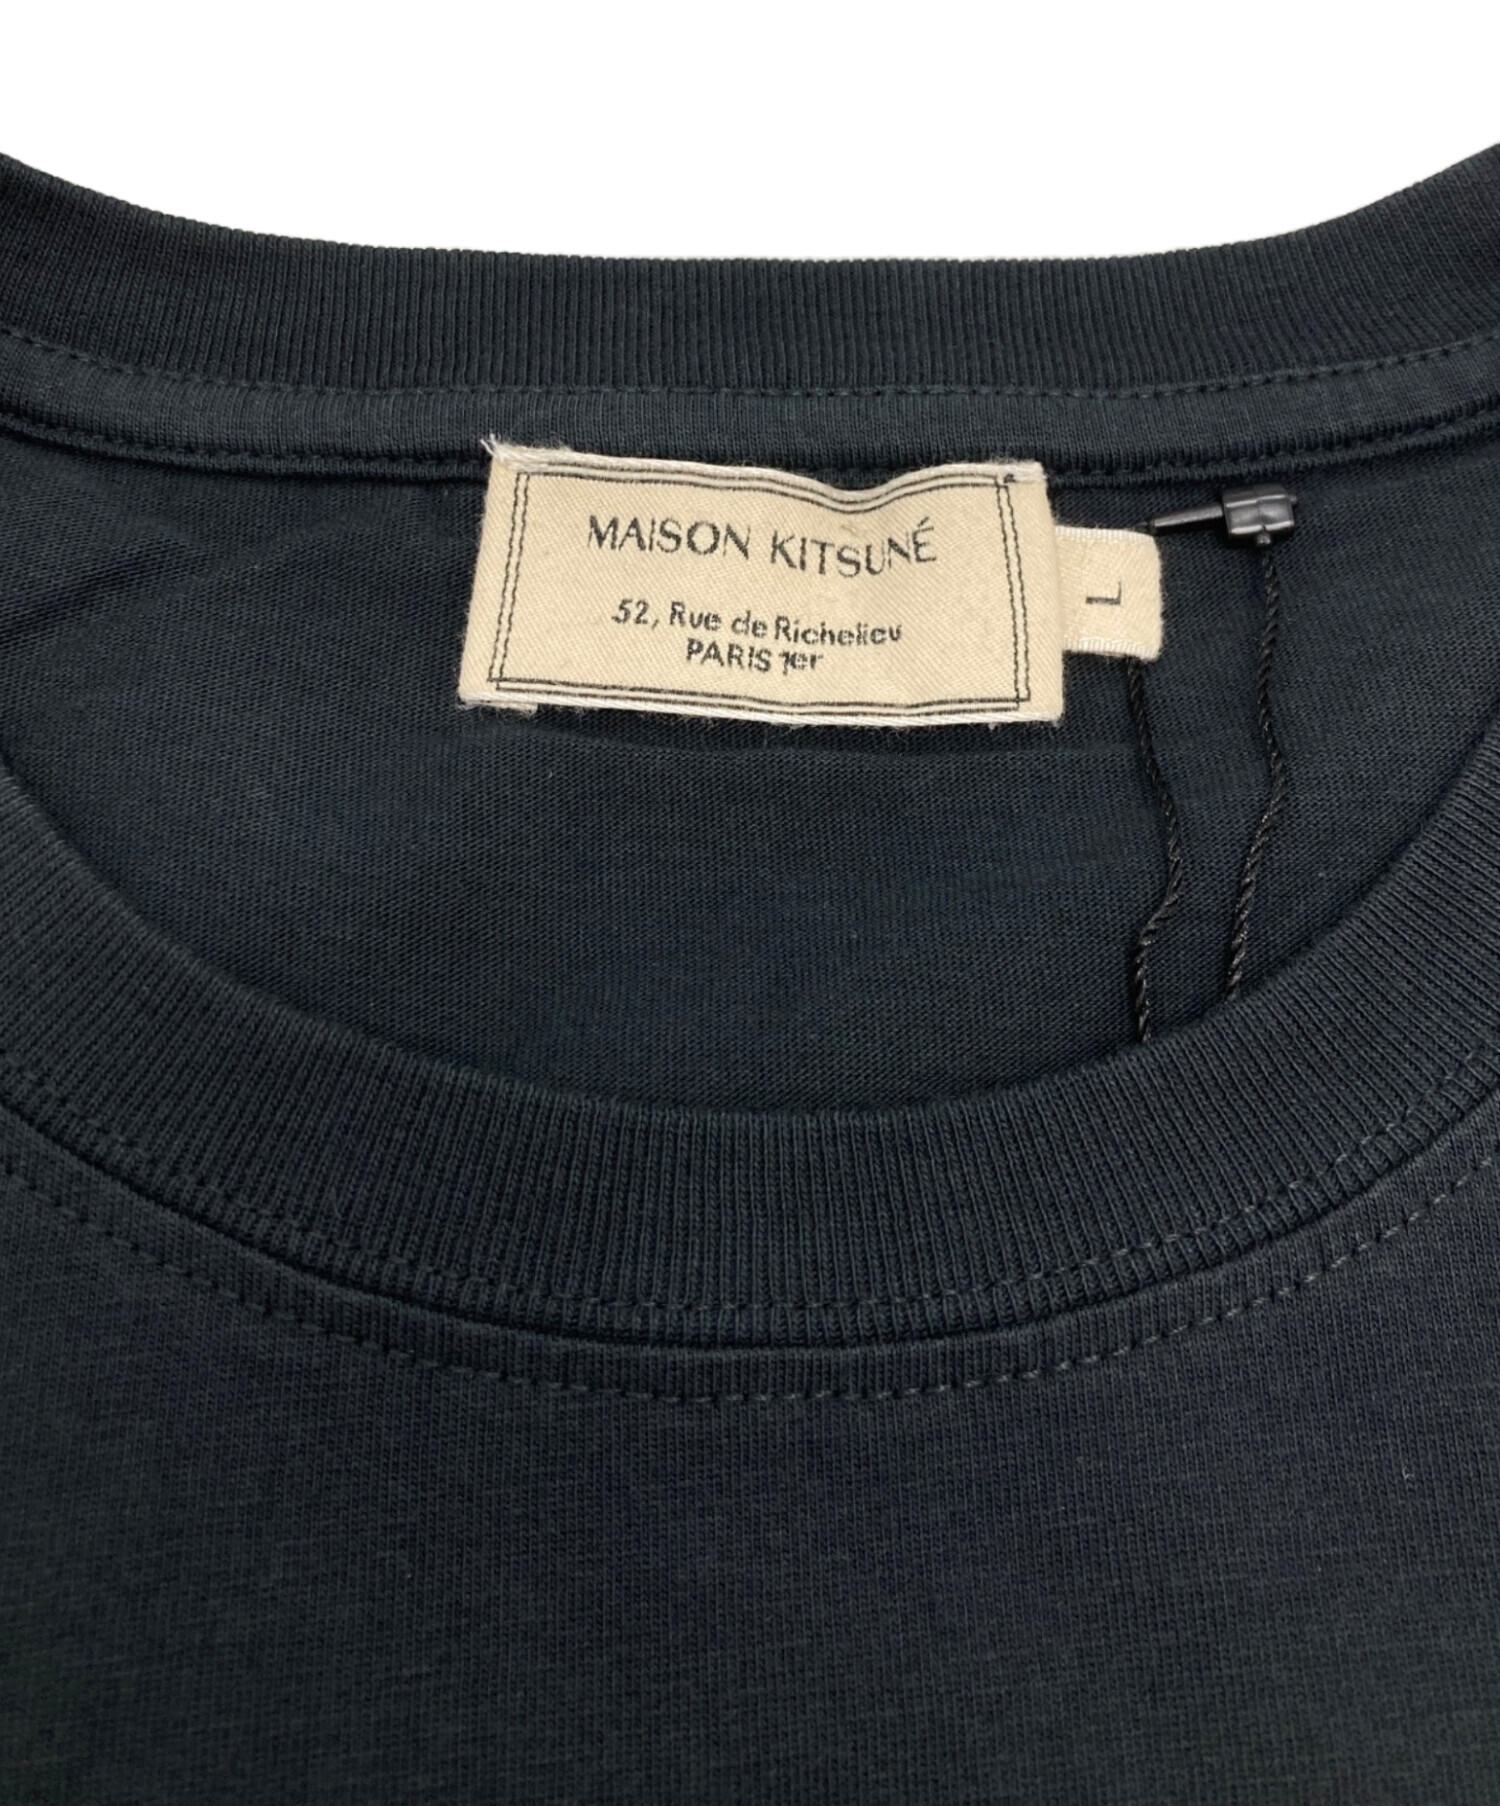 MAISON KITSUNÉ
52, Rue de Richelieu
PARIS 1er
L